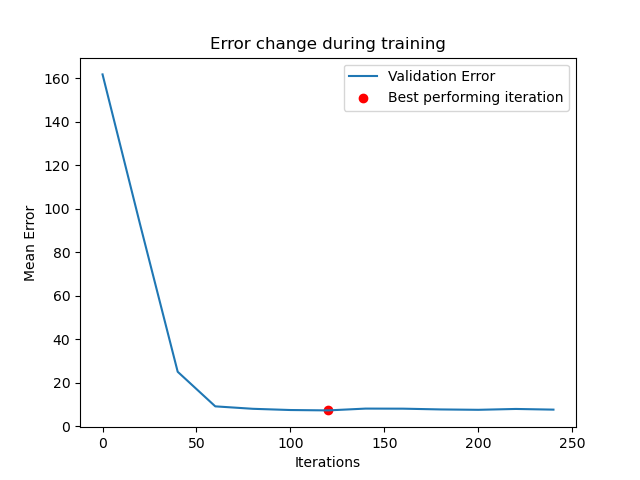 Error change during training
Validation Error
Best performing iteration
160
140
120
100
80
60
40
20
0
Mean Error
0 50 100 150 200 250
Iterations